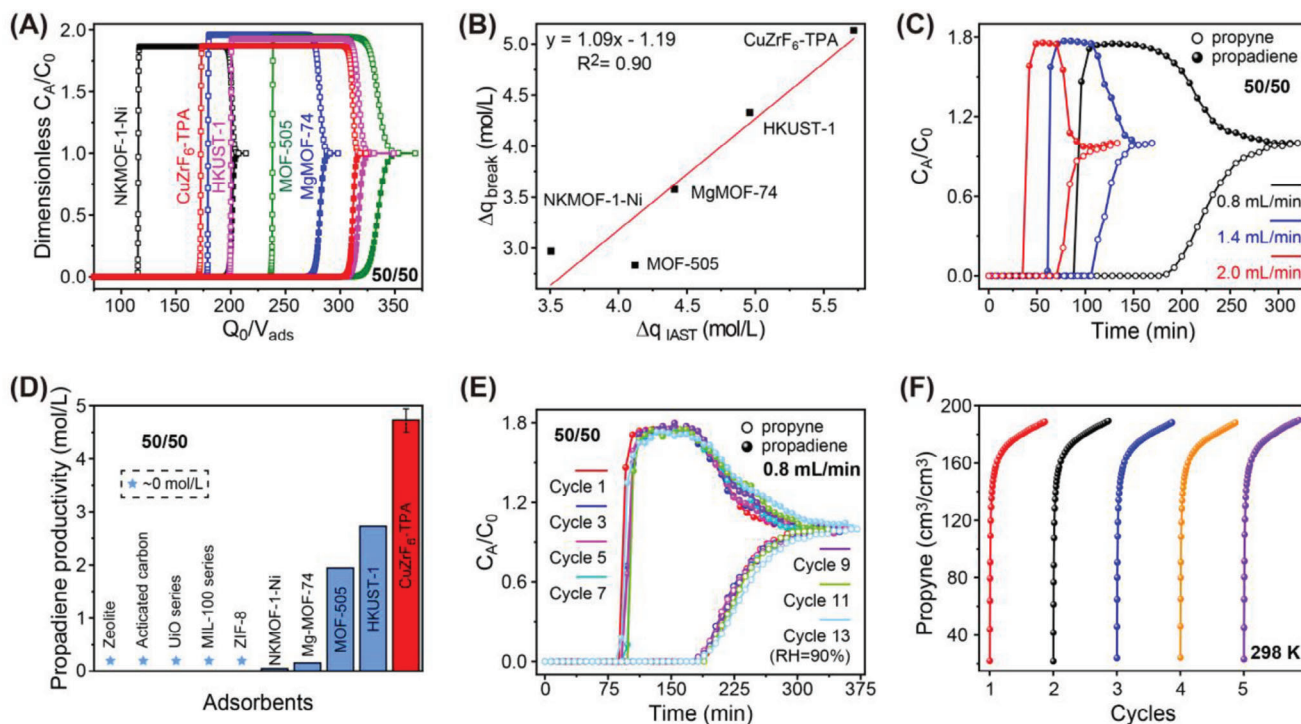 (A)
Dimensionless C_A/C_0
2.0
1.5
1.0
0.5
0.0
NKMOF-1-Ni
CuZrF6-TPA
HKUST-1
MOF-505
MgMOF-74
50/50
100 150 200 250 300 350
Q_0/V_ads
(B)
Δq_break (mol/L)
5.0
4.5
4.0
3.5
3.0
y = 1.09x - 1.19
R²= 0.90
CuZrF6-TPA
HKUST-1
NKMOF-1-Ni
MgMOF-74
MOF-505
3.5 4.0 4.5 5.0 5.5
Δq IAST (mol/L)
(C)
C_A/C_0
1.8
1.2
0.6
0.0
propyne
propadiene
50/50
0.8 mL/min
1.4 mL/min
2.0 mL/min
0 50 100 150 200 250 300
Time (min)
(D)
Propadiene productivity (mol/L)
5
4
3
2
1
0
50/50
~0 mol/L
Zeolite
Acticated carbon
UiO series
MIL-100 series
ZIF-8
NKMOF-1-Ni
Mg-MOF-74
MOF-505
HKUST-1
CuZrF6-TPA
Adsorbents
(E)
C_A/C_0
1.8
1.2
0.6
0.0
50/50
propyne
propadiene
0.8 mL/min
Cycle 1
Cycle 3
Cycle 5
Cycle 7
Cycle 9
Cycle 11
Cycle 13
(RH=90%)
0 75 150 225 300 375
Time (min)
(F)
Propyne (cm³/cm3)
200
160
120
80
40
298 K
1 2 3 4 5
Cycles